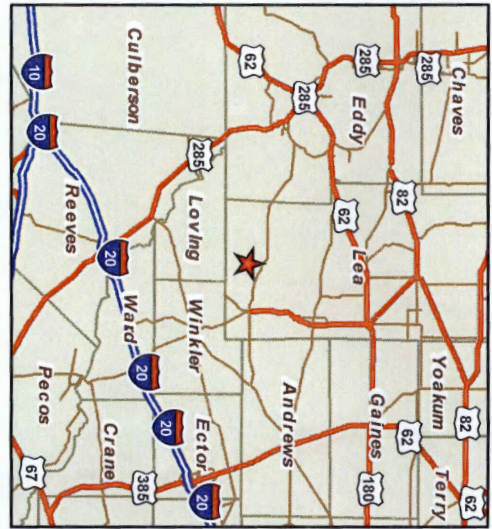 82
62
Chaves
285
Yoakum
Terry
62
82
285
Eddy
Lea
Gaines
180
62
285
Andrews
62
285
Loving
Winkler
Ector
20
20
385
20
Culberson
Ward
20
Crane
Reeves
Pecos
20
10
67